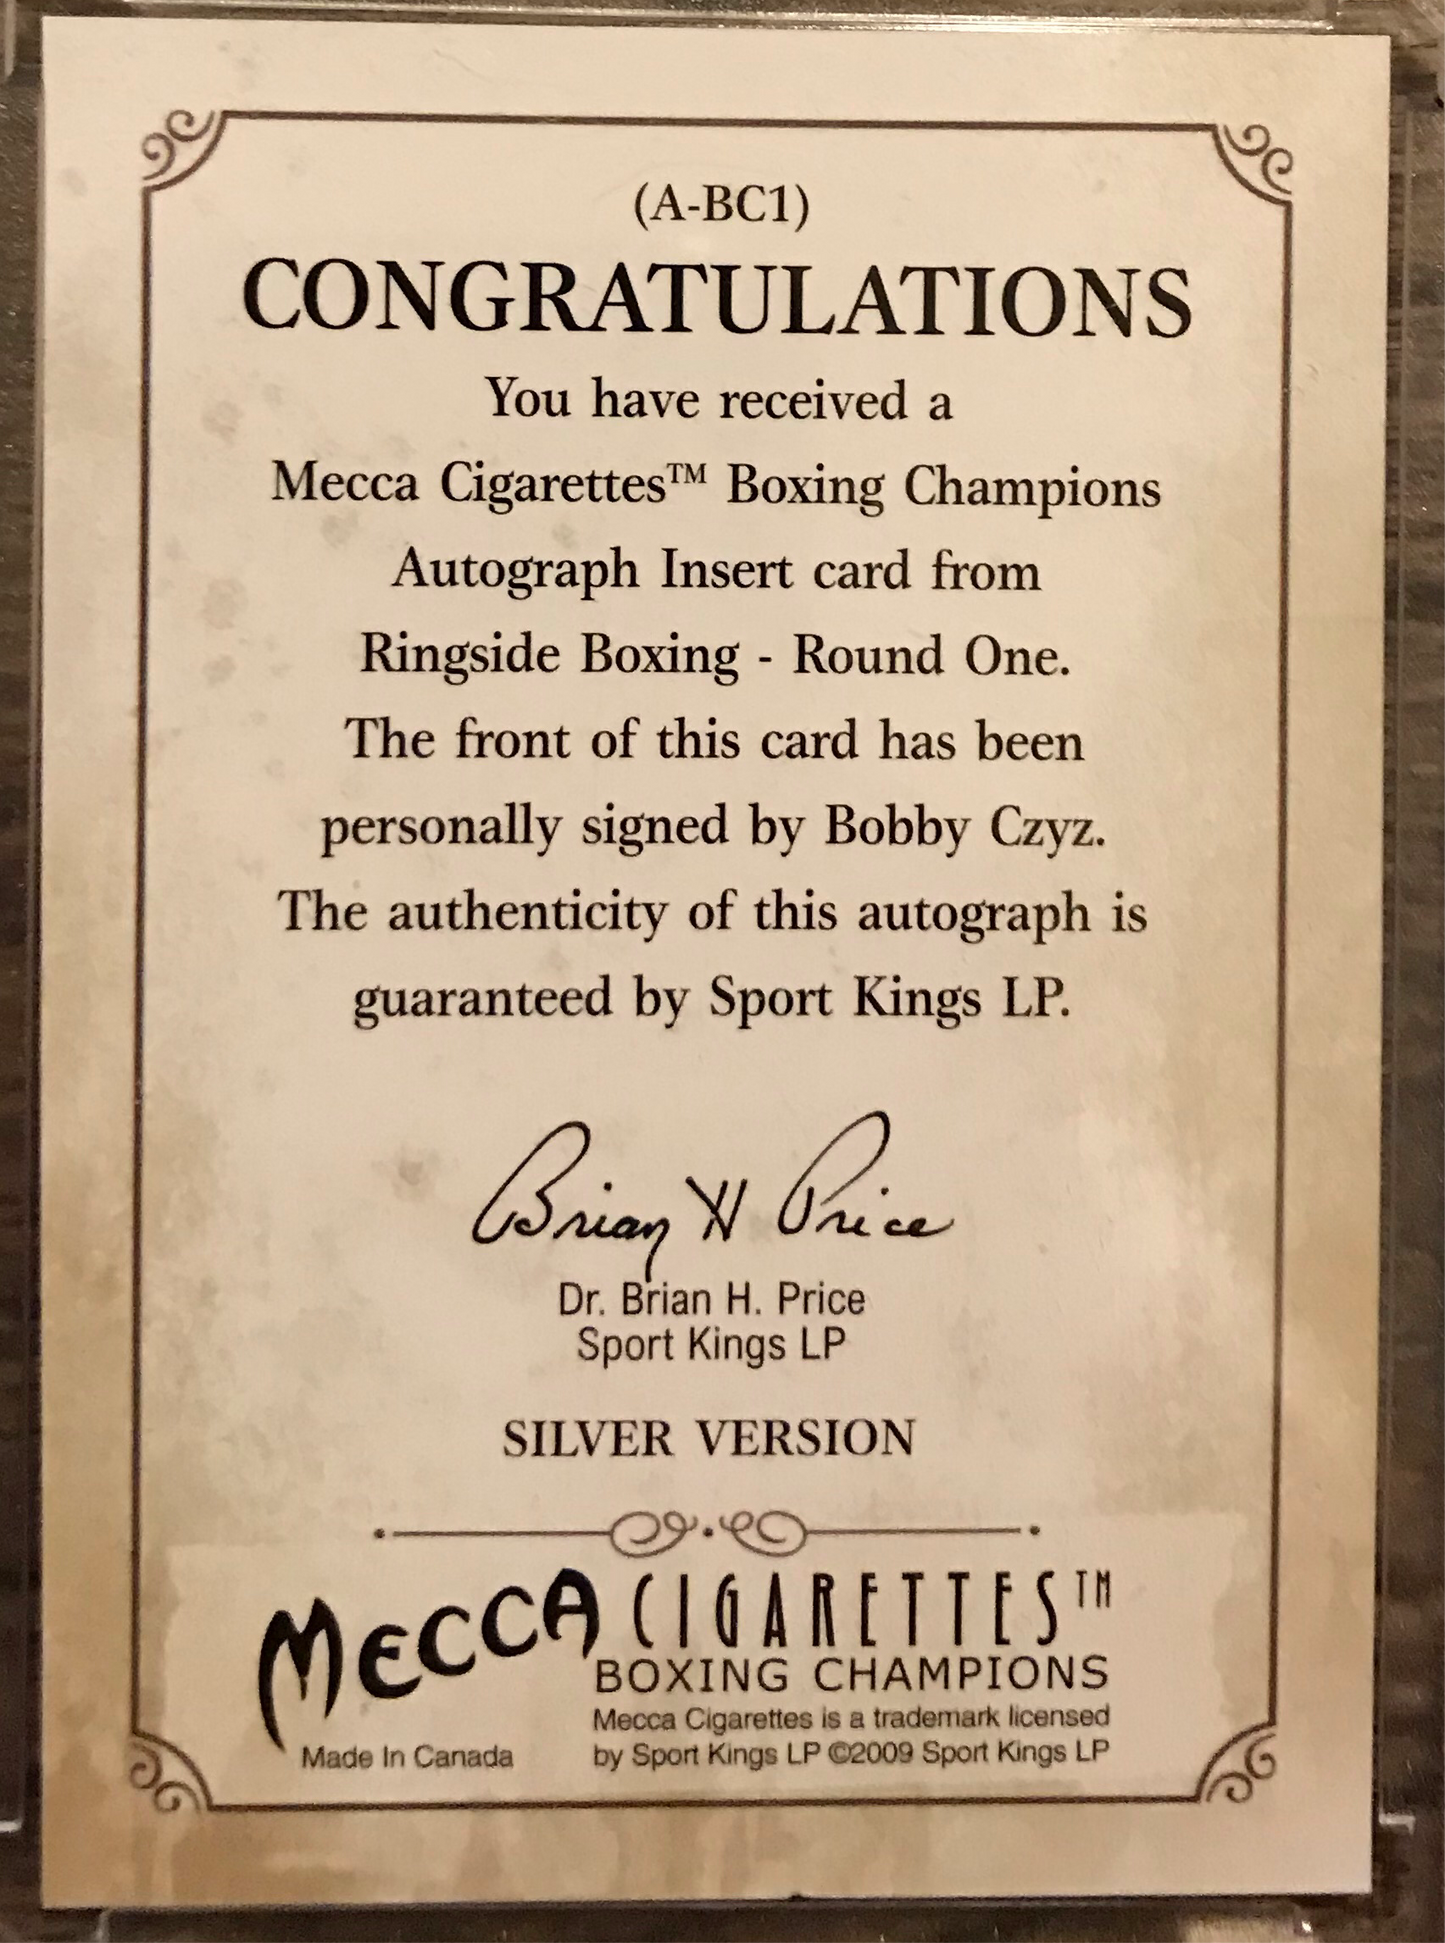 (A-BC1)
CONGRATULATIONS
You have received a
Mecca Cigarettes™ Boxing Champions
Autograph Insert card from
Ringside Boxing - Round One.
The front of this card has been
personally signed by Bobby Czyz.
The authenticity of this autograph is
guaranteed by Sport Kings LP.
Brian H Price
Dr. Brian H. Price
Sport Kings LP
SILVER VERSION
MECCA CIGARETTES™
BOXING CHAMPIONS
Mecca Cigarettes is a trademark licensed
by Sport Kings LP ©2009 Sport Kings LP
Made In Canada